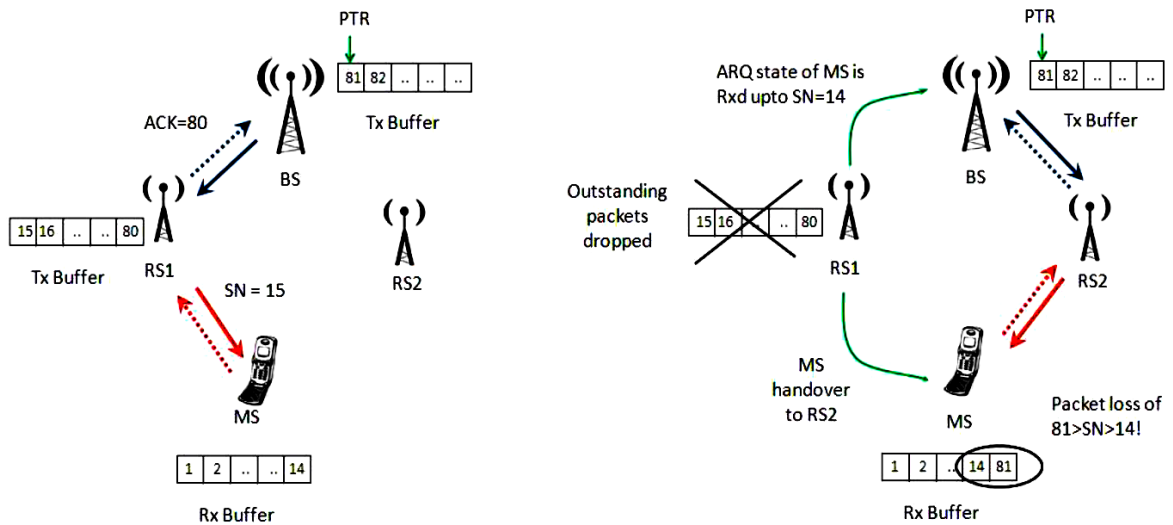 PTR
81 82 .. .. ..
Tx Buffer
ACK=80
BS
15 16 .. .. 80
Tx Buffer
RS1
RS2
SN = 15
MS
1 2 .. .. 14
Rx Buffer
PTR
81 82 .. .. ..
Tx Buffer
ARQ state of MS is
Rxd upto SN=14
BS
Outstanding
packets
dropped
15 16 .. .. 80
RS1
RS2
MS
handover
to RS2
MS
Packet loss of
81>SN>14!
1 2 .. 14 81
Rx Buffer